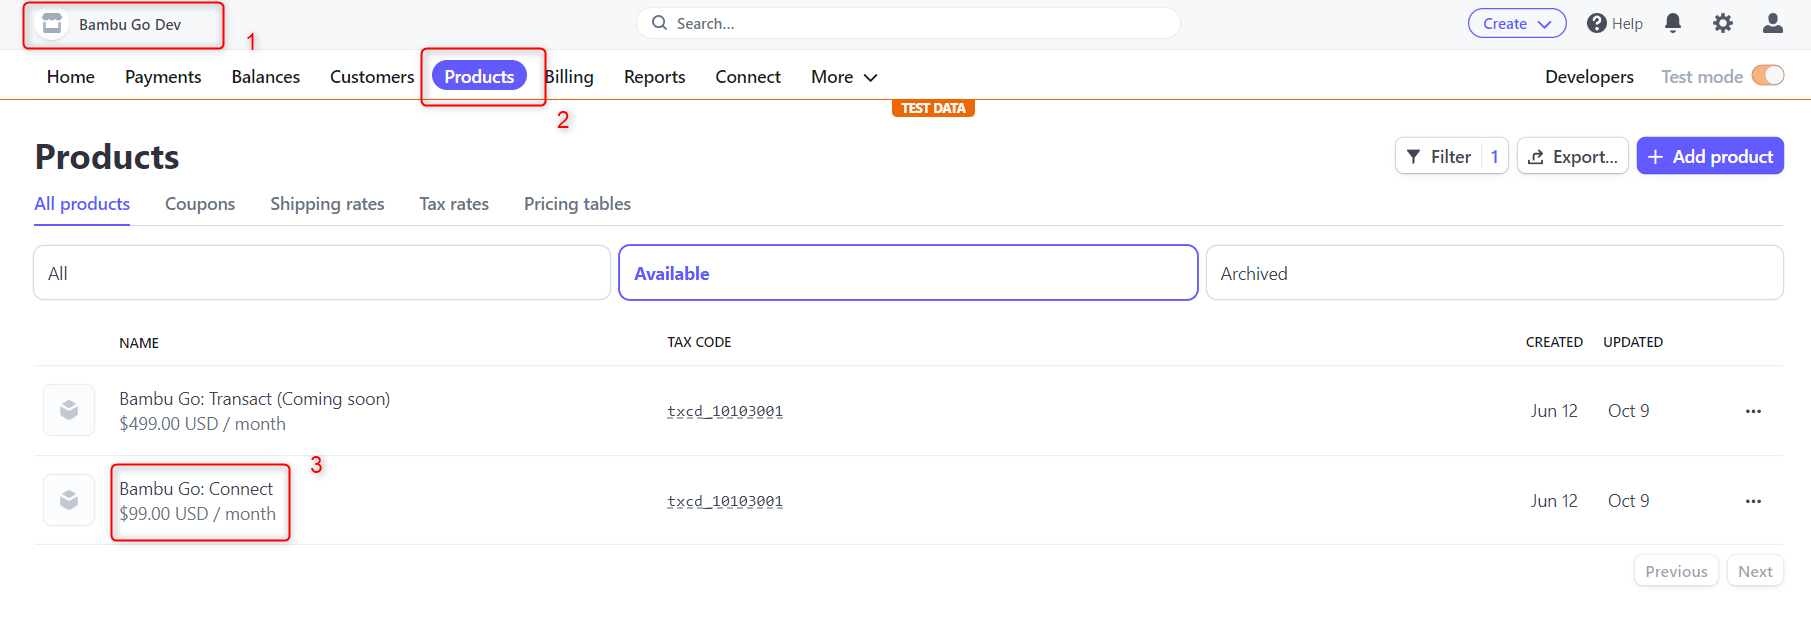 Bambu Go Dev
1
Search...
Create
Help
Home Payments Balances Customers Products Billing Reports Connect More
Developers Test mode
2
TEST DATA
Products
Filter 1 Export... + Add product
All products Coupons Shipping rates Tax rates Pricing tables
All Available Archived
NAME TAX CODE CREATED UPDATED
Bambu Go: Transact (Coming soon)
$499.00 USD / month
txcd_10103001 Jun 12 Oct 9
3
Bambu Go: Connect
$99.00 USD / month
txcd_10103001 Jun 12 Oct 9
Previous Next